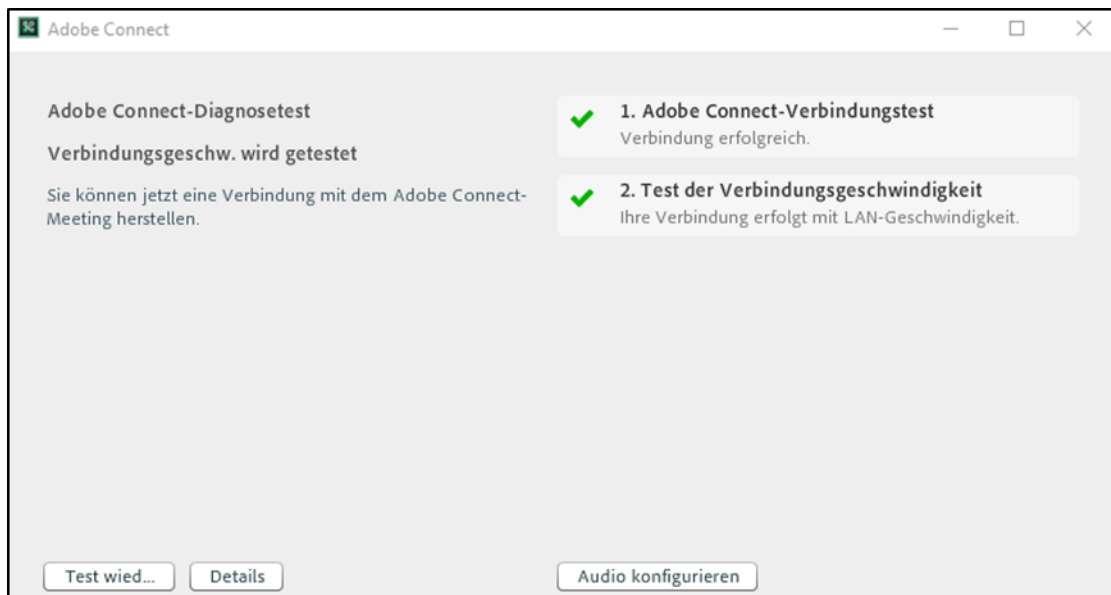 Adobe Connect
Adobe Connect-Diagnosetest
Verbindungsgeschw. wird getestet
Sie können jetzt eine Verbindung mit dem Adobe Connect-
Meeting herstellen.
1. Adobe Connect-Verbindungstest
Verbindung erfolgreich.
2. Test der Verbindungsgeschwindigkeit
Ihre Verbindung erfolgt mit LAN-Geschwindigkeit.
Test wied...
Details
Audio konfigurieren